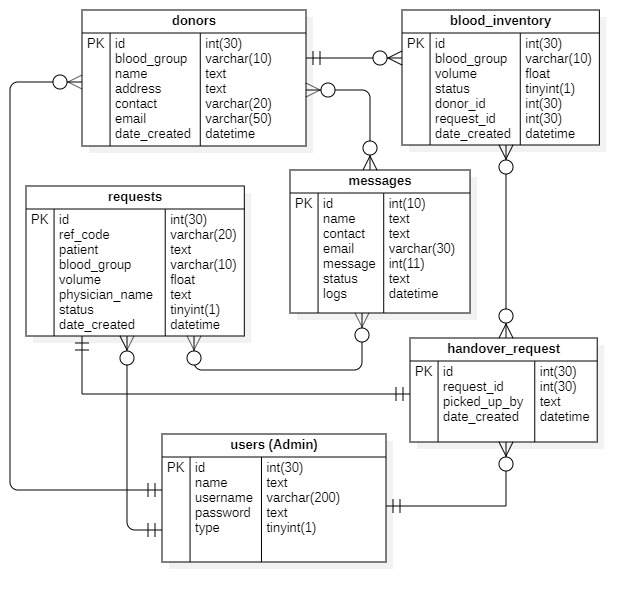 donors
PK id int(30)
blood_group varchar(10)
name text
address text
contact varchar(20)
email varchar(50)
date_created datetime
blood_inventory
PK id int(30)
blood_group varchar(10)
volume float
status tinyint(1)
donor_id int(30)
request_id int(30)
date_created datetime
messages
PK id int(10)
name text
contact text
email varchar(30)
message int(11)
status text
logs datetime
requests
PK id int(30)
ref_code varchar(20)
patient text
blood_group varchar(10)
volume float
physician_name text
status tinyint(1)
date_created datetime
handover_request
PK id int(30)
request_id int(30)
picked_up_by text
date_created datetime
users (Admin)
PK id int(30)
name text
username varchar(200)
password text
type tinyint(1)